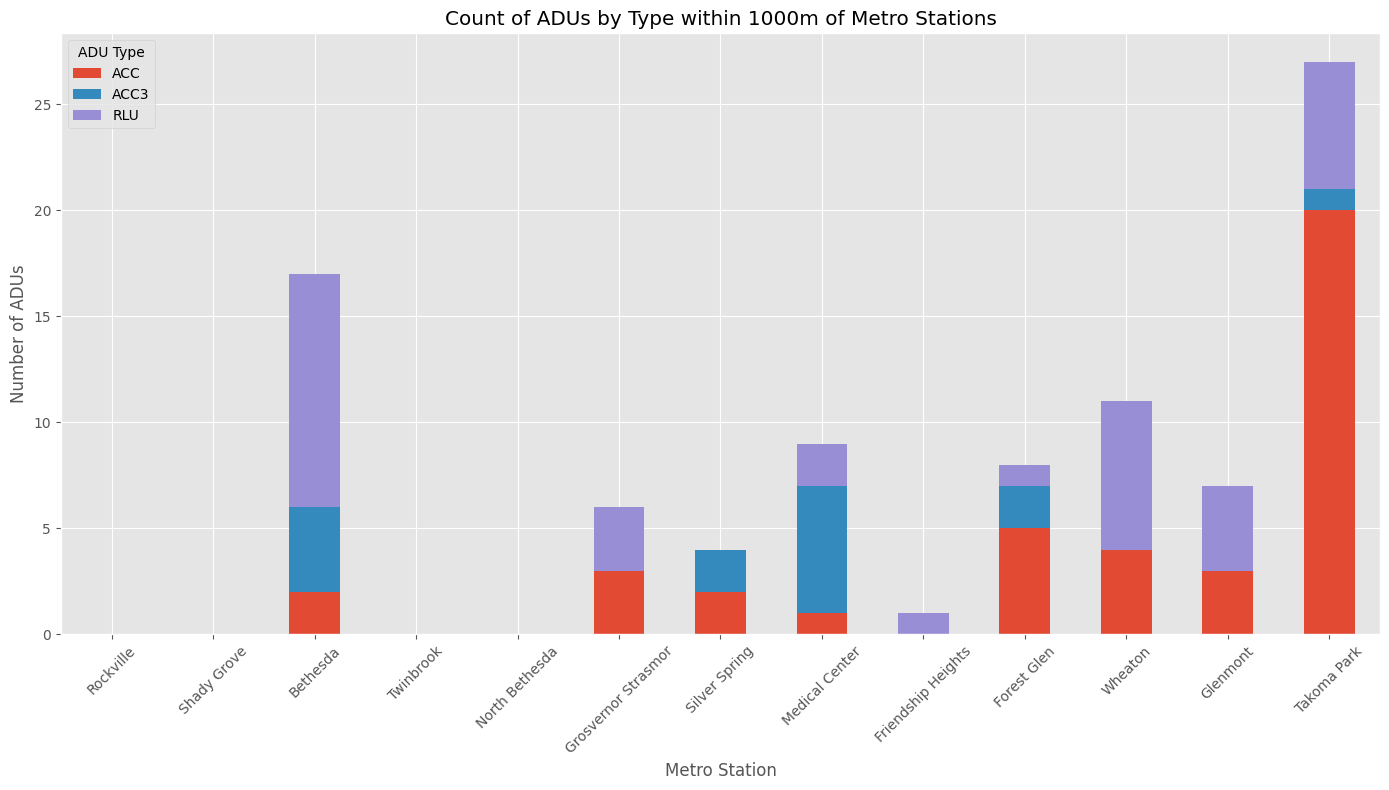 Count of ADUs by Type within 1000m of Metro Stations
ADU Type
ACC
ACC3
RLU
25
20
15
10
5
0
Number of ADUs
Rockville
Shady Grove
Bethesda
Twinbrook
North Bethesda
Grosvernor Strasmor
Silver Spring
Medical Center
Friendship Heights
Forest Glen
Wheaton
Glenmont
Takoma Park
Metro Station